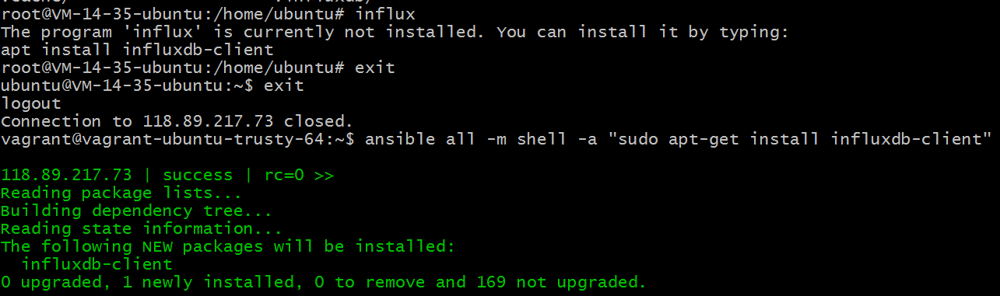 root@VM-14-35-ubuntu:/home/ubuntu# influx
The program 'influx' is currently not installed. You can install it by typing:
apt install influxdb-client
root@VM-14-35-ubuntu:/home/ubuntu# exit
ubuntu@VM-14-35-ubuntu:~$ exit
logout
Connection to 118.89.217.73 closed.
vagrant@vagrant-ubuntu-trusty-64:~$ ansible all -m shell -a "sudo apt-get install influxdb-client"
118.89.217.73 | success | rc=0 >>
Reading package lists...
Building dependency tree...
Reading state information...
The following NEW packages will be installed:
  influxdb-client
0 upgraded, 1 newly installed, 0 to remove and 169 not upgraded.